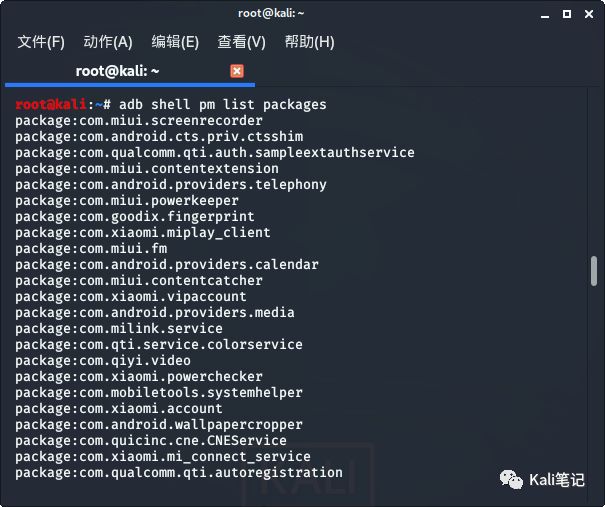 root@kali: ~
文件(F) 动作(A) 编辑(E) 查看(V) 帮助(H)
root@kali: ~
root@kali:~# adb shell pm list packages
package:com.miui.screenrecorder
package:com.android.cts.priv.ctsshim
package:com.qualcomm.qti.auth.sampleextauthservice
package:com.miui.contentextension
package:com.android.providers.telephony
package:com.miui.powerkeeper
package:com.goodix.fingerprint
package:com.xiaomi.miplay_client
package:com.miui.fm
package:com.android.providers.calendar
package:com.miui.contentcatcher
package:com.xiaomi.vipaccount
package:com.android.providers.media
package:com.milink.service
package:com.qti.service.colorservice
package:com.qiyi.video
package:com.xiaomi.powerchecker
package:com.mobiletools.systemhelper
package:com.xiaomi.account
package:com.android.wallpapercropper
package:com.quicinc.cne.CNEService
package:com.xiaomi.mi_connect_service
package:com.qualcomm.qti.autoregistration
KALI
Kali笔记